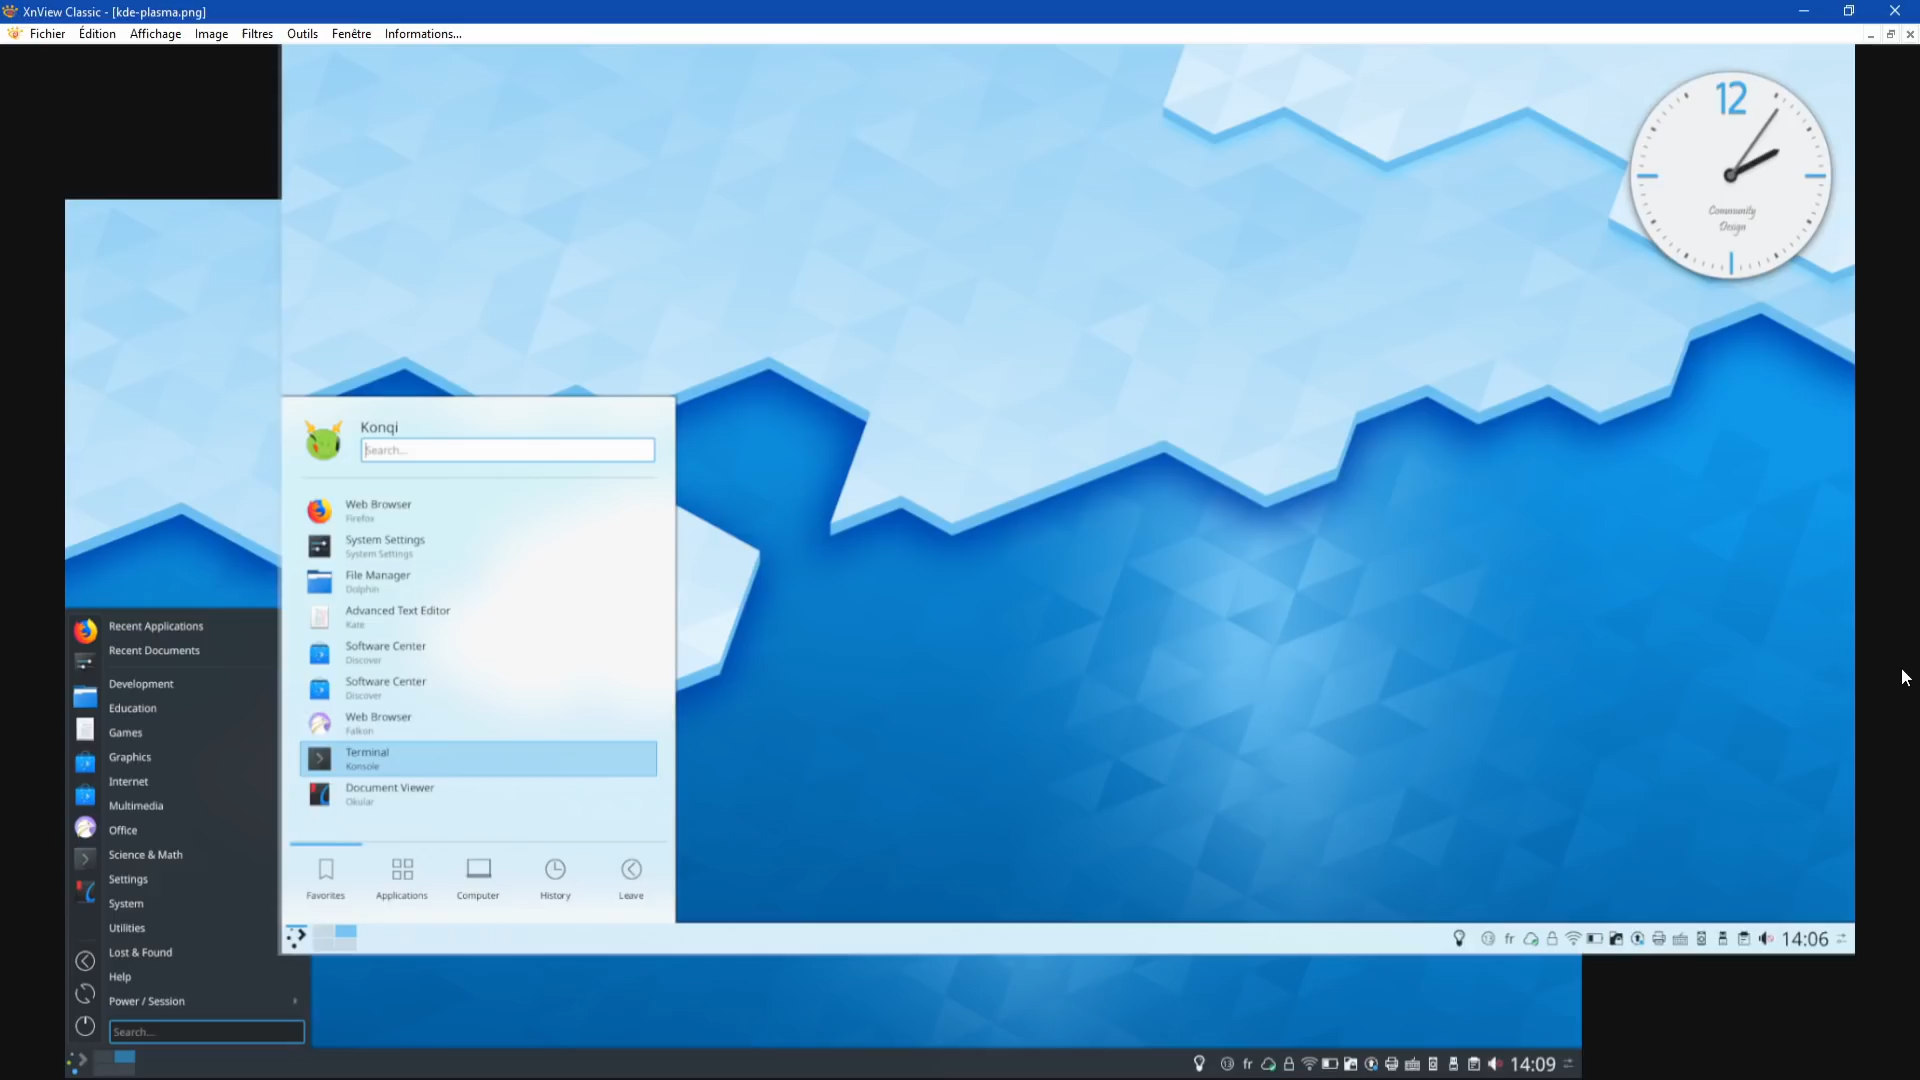 XnView Classic - [kde-plasma.png]
Fichier Édition Affichage Image Filtres Outils Fenêtre Informations...
12
Community
Design
Konqi
Search...
Web Browser
Firefox
System Settings
System Settings
File Manager
Dolphin
Advanced Text Editor
Kate
Software Center
Discover
Software Center
Discover
Web Browser
Falkon
Terminal
Konsole
Document Viewer
Okular
Favorites Applications Computer History Leave
fr 14:06
Recent Applications
Recent Documents
Development
Education
Games
Graphics
Internet
Multimedia
Office
Science & Math
Settings
System
Utilities
Lost & Found
Help
Power / Session
Search...
fr 14:09